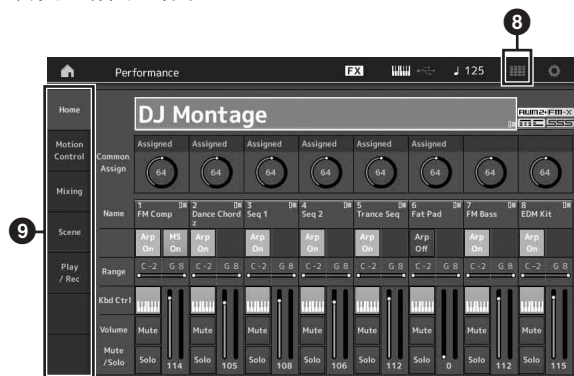 8
Performance
FX
125
9
Home
Motion
Control
Mixing
Scene
Play
/ Rec
DJ Montage
AWM2+FM-X
MC SSS
Common
Assign
Assigned Assigned Assigned Assigned Assigned Assigned
64 64 64 64 64 64 64 64
Name
1 FM Comp
2 Dance Chordz
3 Seq 1
4 Seq 2
5 Trance Seq
6 Fat Pad
7 FM Bass
8 EDM Kit
Arp On MS On Arp On Arp On Arp On Arp On Arp Off Arp On Arp On
Range
C -2 G 8 C -2 G 8 C -2 G 8 C -2 G 8 C -2 G 8 C -2 G 8 C -2 G 8 C -2 G 8
Kbd Ctrl
Volume
Mute Mute Mute Mute Mute Mute Mute Mute
Mute
/Solo
Solo 114 Solo 105 Solo 108 Solo 106 Solo 112 Solo 0 Solo 112 Solo 115